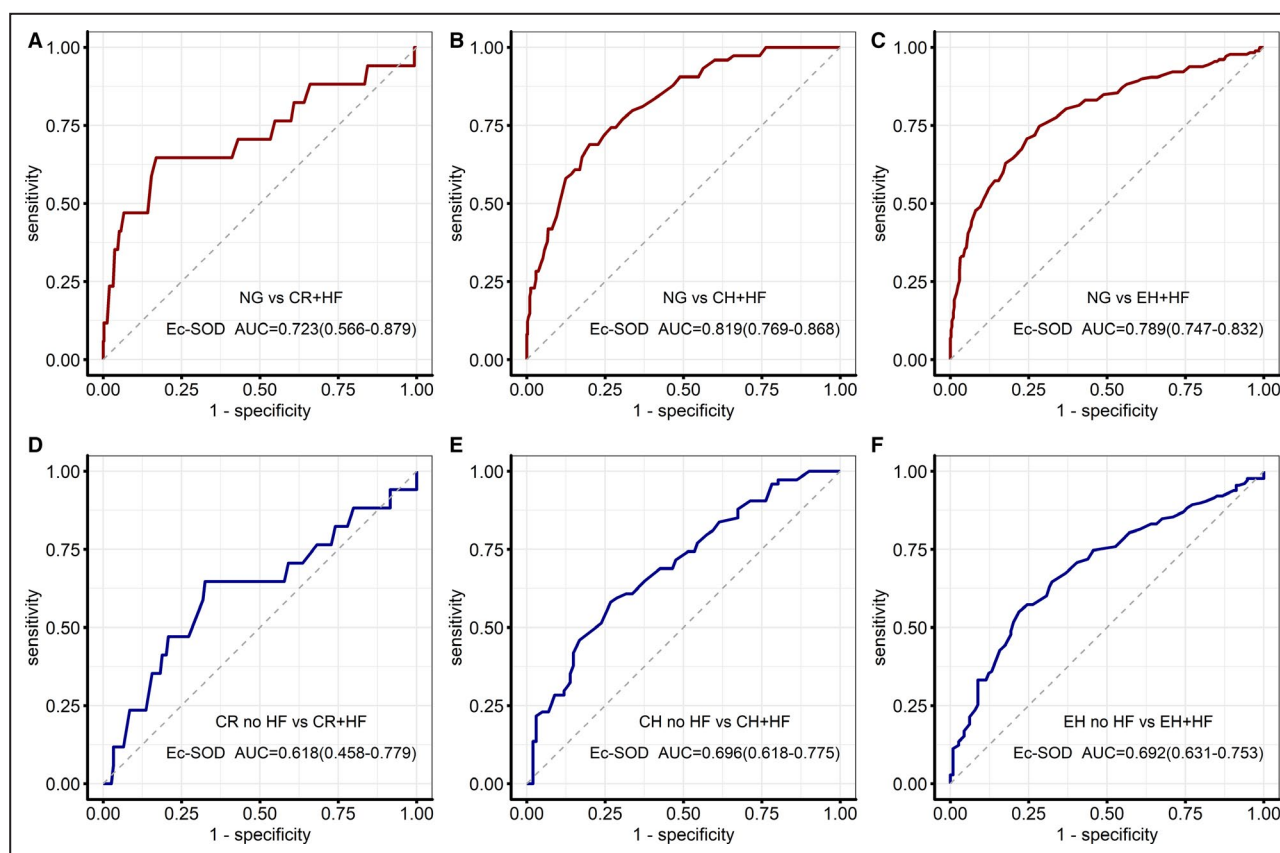 A
1.00
0.75
0.50
0.25
0.00
sensitivity
NG vs CR+HF
Ec-SOD AUC=0.723(0.566-0.879)
0.00 0.25 0.50 0.75 1.00
1 - specificity
B
1.00
0.75
0.50
0.25
0.00
sensitivity
NG vs CH+HF
Ec-SOD AUC=0.819(0.769-0.868)
0.00 0.25 0.50 0.75 1.00
1 - specificity
C
1.00
0.75
0.50
0.25
0.00
sensitivity
NG vs EH+HF
Ec-SOD AUC=0.789(0.747-0.832)
0.00 0.25 0.50 0.75 1.00
1 - specificity
D
1.00
0.75
0.50
0.25
0.00
sensitivity
CR no HF vs CR+HF
Ec-SOD AUC=0.618(0.458-0.779)
0.00 0.25 0.50 0.75 1.00
1 - specificity
E
1.00
0.75
0.50
0.25
0.00
sensitivity
CH no HF vs CH+HF
Ec-SOD AUC=0.696(0.618-0.775)
0.00 0.25 0.50 0.75 1.00
1 - specificity
F
1.00
0.75
0.50
0.25
0.00
sensitivity
EH no HF vs EH+HF
Ec-SOD AUC=0.692(0.631-0.753)
0.00 0.25 0.50 0.75 1.00
1 - specificity